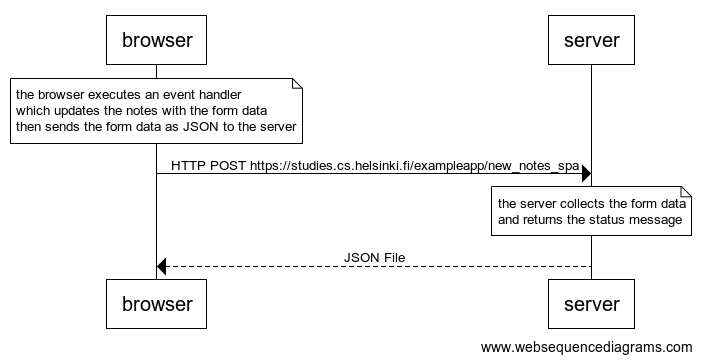 browser
server
the browser executes an event handler
which updates the notes with the form data
then sends the form data as JSON to the server
HTTP POST https://studies.cs.helsinki.fi/exampleapp/new_notes_spa
the server collects the form data
and returns the status message
JSON File
browser
server
www.websequencediagrams.com